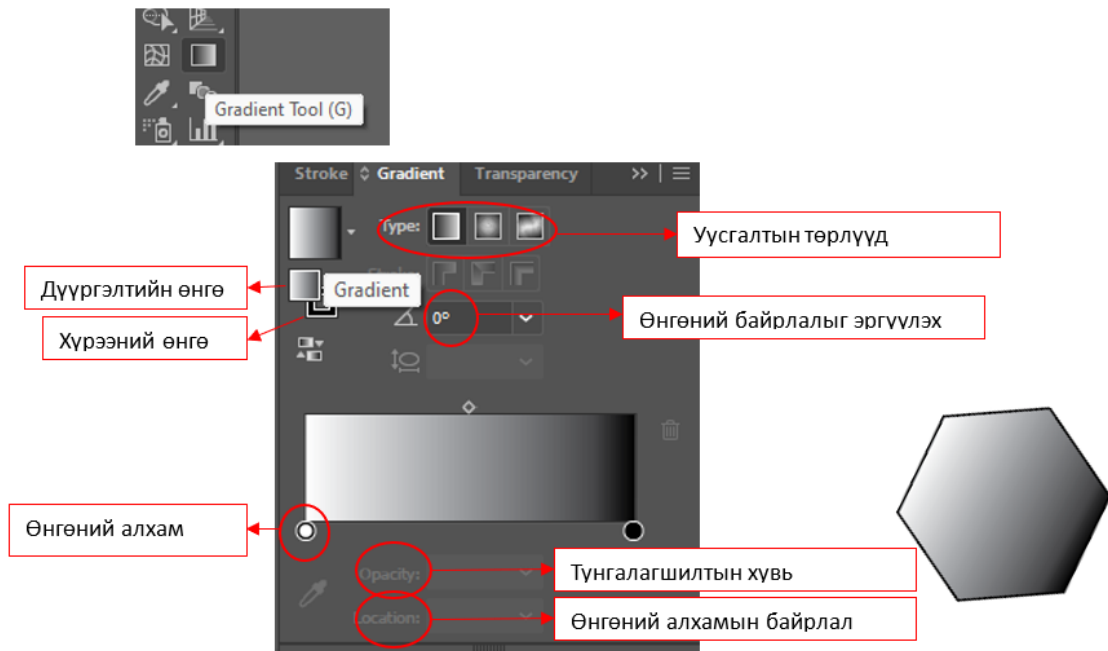 Gradient Tool (G)
Stroke Gradient Transparency >>
Type:
Уусгалтын төрлүүд
Дүүргэлтийн өнгө
Gradient
0°
Өнгөний байрлалыг эргүүлэх
Хүрээний өнгө
Өнгөний алхам
Opacity:
Тунгалагшилтын хувь
Location:
Өнгөний алхамын байрлал